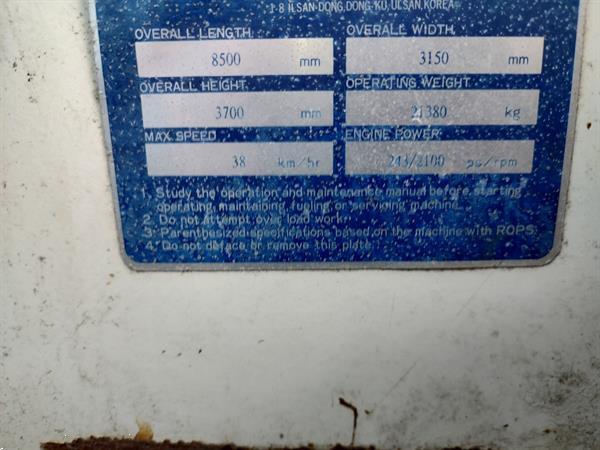 1-8 ILSAN-DONG, DONG-KU, ULSAN, KOREA
OVERALL LENGTH OVERALL WIDTH
8500 mm 3150 mm
OVERALL HEIGHT OPERATING WEIGHT
3700 mm 21380 kg
MAX SPEED ENGINE POWER
38 km/hr 243/2100 ps/rpm
1. Study the operation and maintenance manual before starting
operating, maintaining, fueling, or servicing machine.
2. Do not attempt over load work.
3. Parenthesized specifications based on the machine with ROPS.
4. Do not deface or remove this plate.